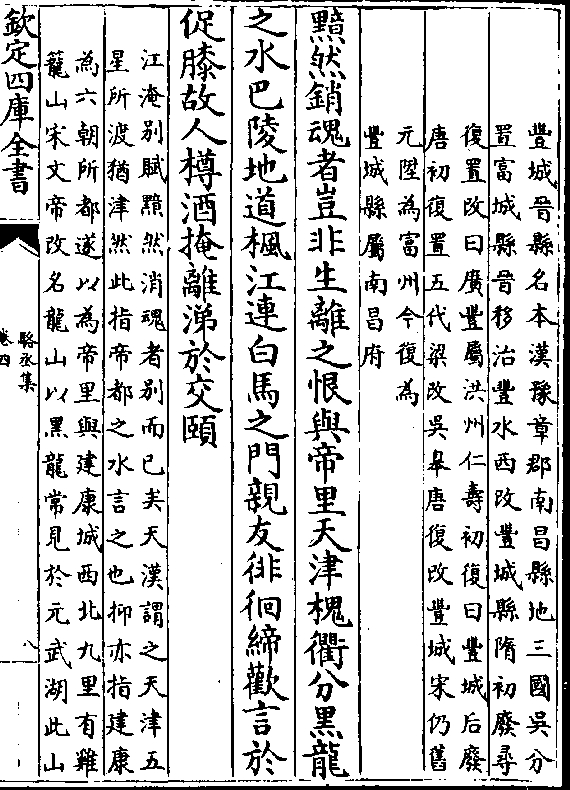 豐城晉縣名本漢豫章郡南昌縣地三國吳分
置富城縣晉移治豐水西改豐城縣隋初廢尋
復置改曰廣豐屬洪州仁壽初復曰豐城后廢
唐初復置五代梁改吳臯唐復改豐城宋仍舊
元陞為富州今復為
豐城縣屬南昌府
黯然銷魂者豈非生離之恨與帝里天津槐衢分黑龍
之水巴陵地道楓江連白馬之門親友徘徊締歡言於
促膝故人樽酒掩離涕於交頤
江淹别賦黯然消魂者别而已矣天漢謂之天津五
星所渡猶津然此指帝都之水言之也抑亦指建康
為六朝所都遂以為帝里與建康城西北九里有雞
籠山宋文帝改名龍山以黑龍常見於元武湖此山
欽定四庫全書
駱丞集
卷四
八